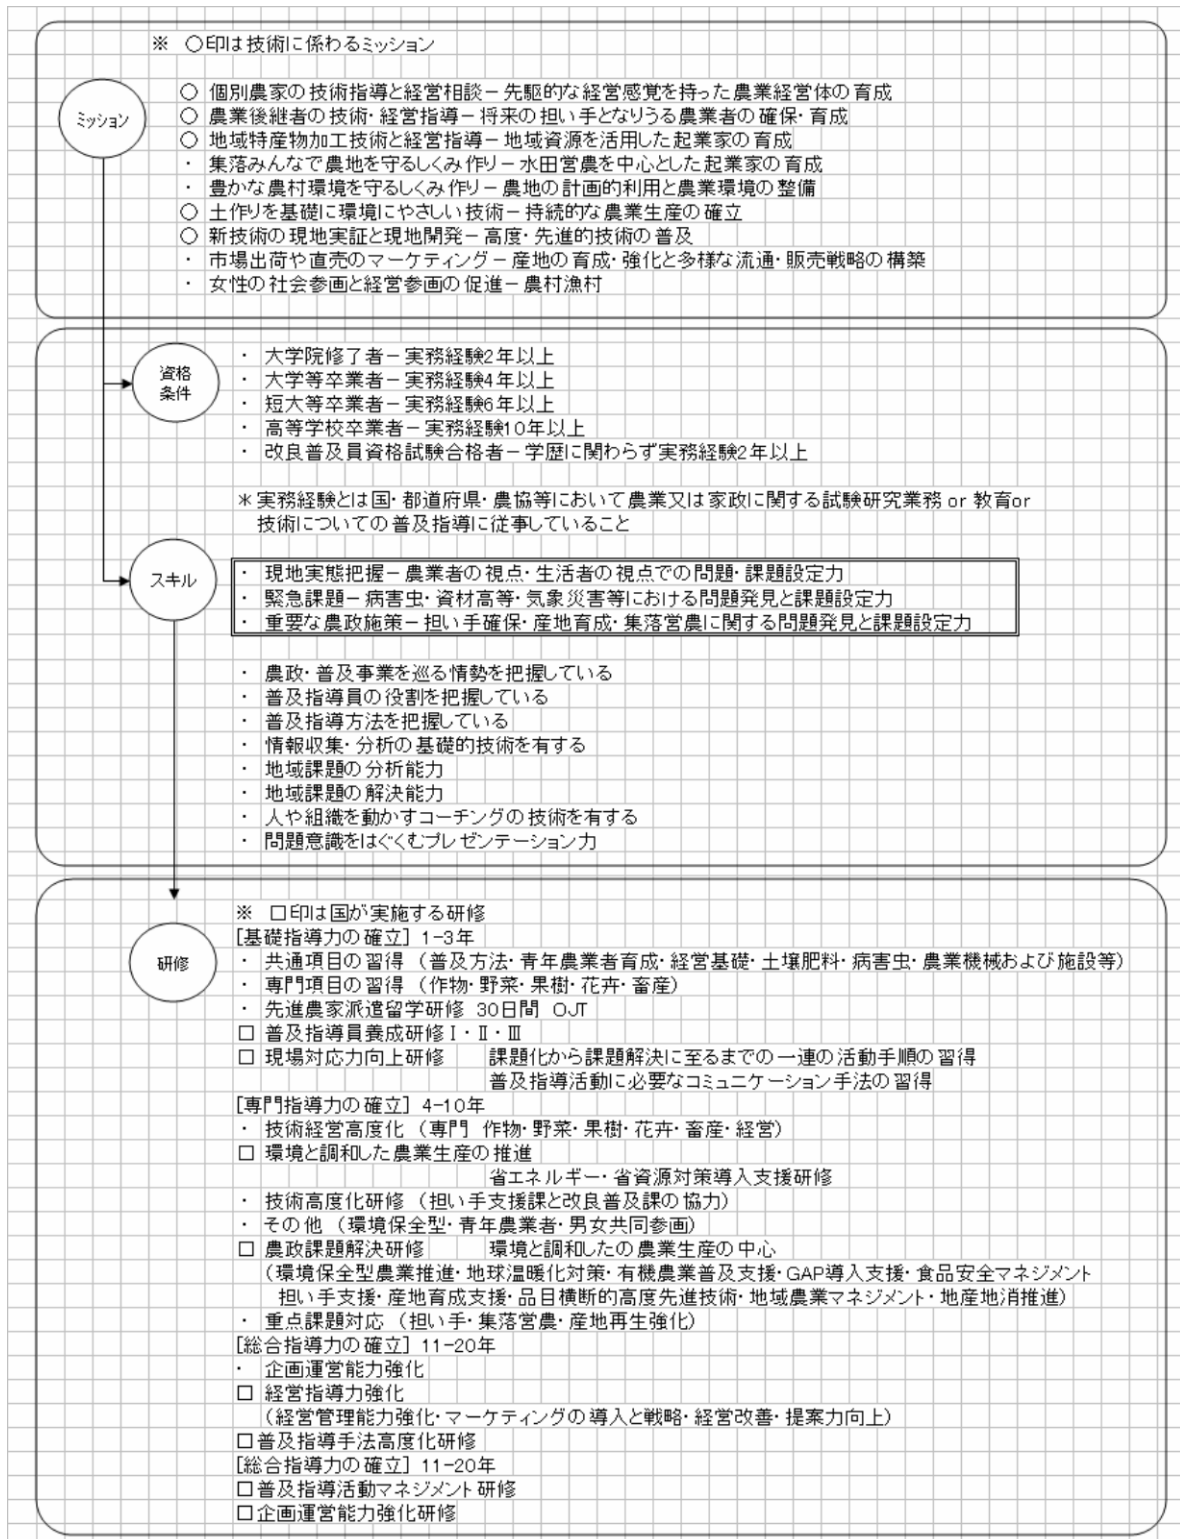 ※ ○印は技術に係わるミッション
ミッション
○ 個別農家の技術指導と経営相談－先駆的な経営感覚を持った農業経営体の育成
○ 農業後継者の技術・経営指導－将来の担い手となりうる農業者の確保・育成
○ 地域特産物加工技術と経営指導－地域資源を活用した起業家の育成
・ 集落みんなで農地を守るしくみ作り－水田営農を中心とした起業家の育成
・ 豊かな農村環境を守るしくみ作り－農地の計画的利用と農業環境の整備
○ 土作りを基礎に環境にやさしい技術－持続的な農業生産の確立
○ 新技術の現地実証と現地開発－高度・先進的技術の普及
・ 市場出荷や直売のマーケティング－産地の育成・強化と多様な流通・販売戦略の構築
・ 女性の社会参画と経営参画の促進－農村漁村
資格
条件
・ 大学院修了者－実務経験2年以上
・ 大学等卒業者－実務経験4年以上
・ 短大等卒業者－実務経験6年以上
・ 高等学校卒業者－実務経験10年以上
・ 改良普及員資格試験合格者－学歴に関わらず実務経験2年以上
＊実務経験とは国・都道府県・農協等において農業又は家政に関する試験研究業務 or 教育or
技術についての普及指導に従事していること
スキル
・ 現地実態把握－農業者の視点・生活者の視点での問題・課題設定力
・ 緊急課題－病害虫・資材高等・気象災害等における問題発見と課題設定力
・ 重要な農政施策－担い手確保・産地育成・集落営農に関する問題発見と課題設定力
・ 農政・普及事業を巡る情勢を把握している
・ 普及指導員の役割を把握している
・ 普及指導方法を把握している
・ 情報収集・分析の基礎的技術を有する
・ 地域課題の分析能力
・ 地域課題の解決能力
・ 人や組織を動かすコーチングの技術を有する
・ 問題意識をはぐくむプレゼンテーション力
研修
※ □印は国が実施する研修
[基礎指導力の確立] 1-3年
・ 共通項目の習得 （普及方法・青年農業者育成・経営基礎・土壌肥料・病害虫・農業機械および施設等）
・ 専門項目の習得 （作物・野菜・果樹・花卉・畜産）
・ 先進農家派遣留学研修 30日間 OJT
□ 普及指導員養成研修Ⅰ・Ⅱ・Ⅲ
□ 現場対応力向上研修 課題化から課題解決に至るまでの一連の活動手順の習得
普及指導活動に必要なコミュニケーション手法の習得
[専門指導力の確立] 4-10年
・ 技術経営高度化 （専門 作物・野菜・果樹・花卉・畜産・経営）
□ 環境と調和した農業生産の推進
省エネルギー・省資源対策導入支援研修
・ 技術高度化研修 （担い手支援課と改良普及課の協力）
・ その他 （環境保全型・青年農業者・男女共同参画）
□ 農政課題解決研修 環境と調和したの農業生産の中心
（環境保全型農業推進・地球温暖化対策・有機農業普及支援・GAP導入支援・食品安全マネジメント
担い手支援・産地育成支援・品目横断的高度先進技術・地域農業マネジメント・地産地消推進）
・ 重点課題対応 （担い手・集落営農・産地再生強化）
[総合指導力の確立] 11-20年
・ 企画運営能力強化
□ 経営指導力強化
（経営管理能力強化・マーケティングの導入と戦略・経営改善・提案力向上）
□普及指導手法高度化研修
[総合指導力の確立] 11-20年
□普及指導活動マネジメント研修
□企画運営能力強化研修